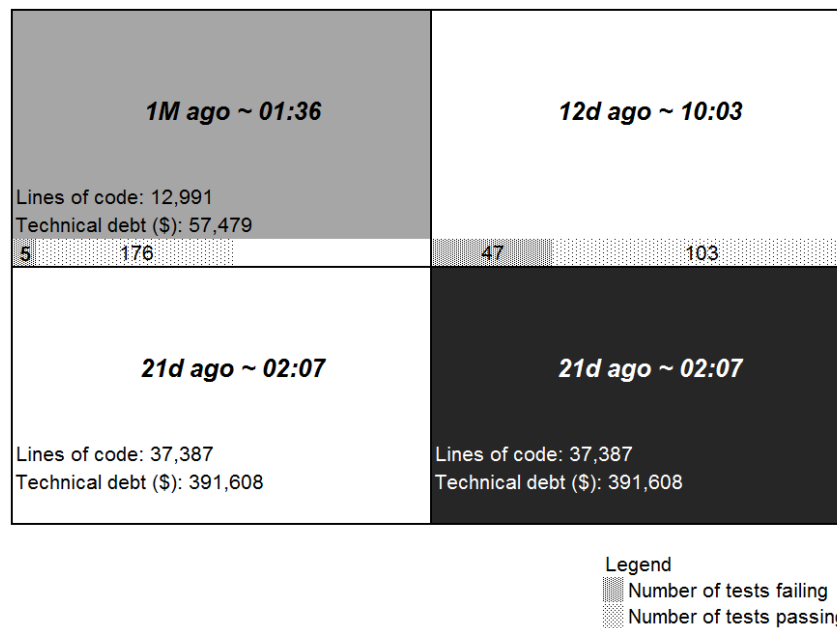 1M ago ~ 01:36
Lines of code: 12,991
Technical debt ($): 57,479
5 176
12d ago ~ 10:03
47 103
21d ago ~ 02:07
Lines of code: 37,387
Technical debt ($): 391,608
21d ago ~ 02:07
Lines of code: 37,387
Technical debt ($): 391,608
Legend
Number of tests failing
Number of tests passing